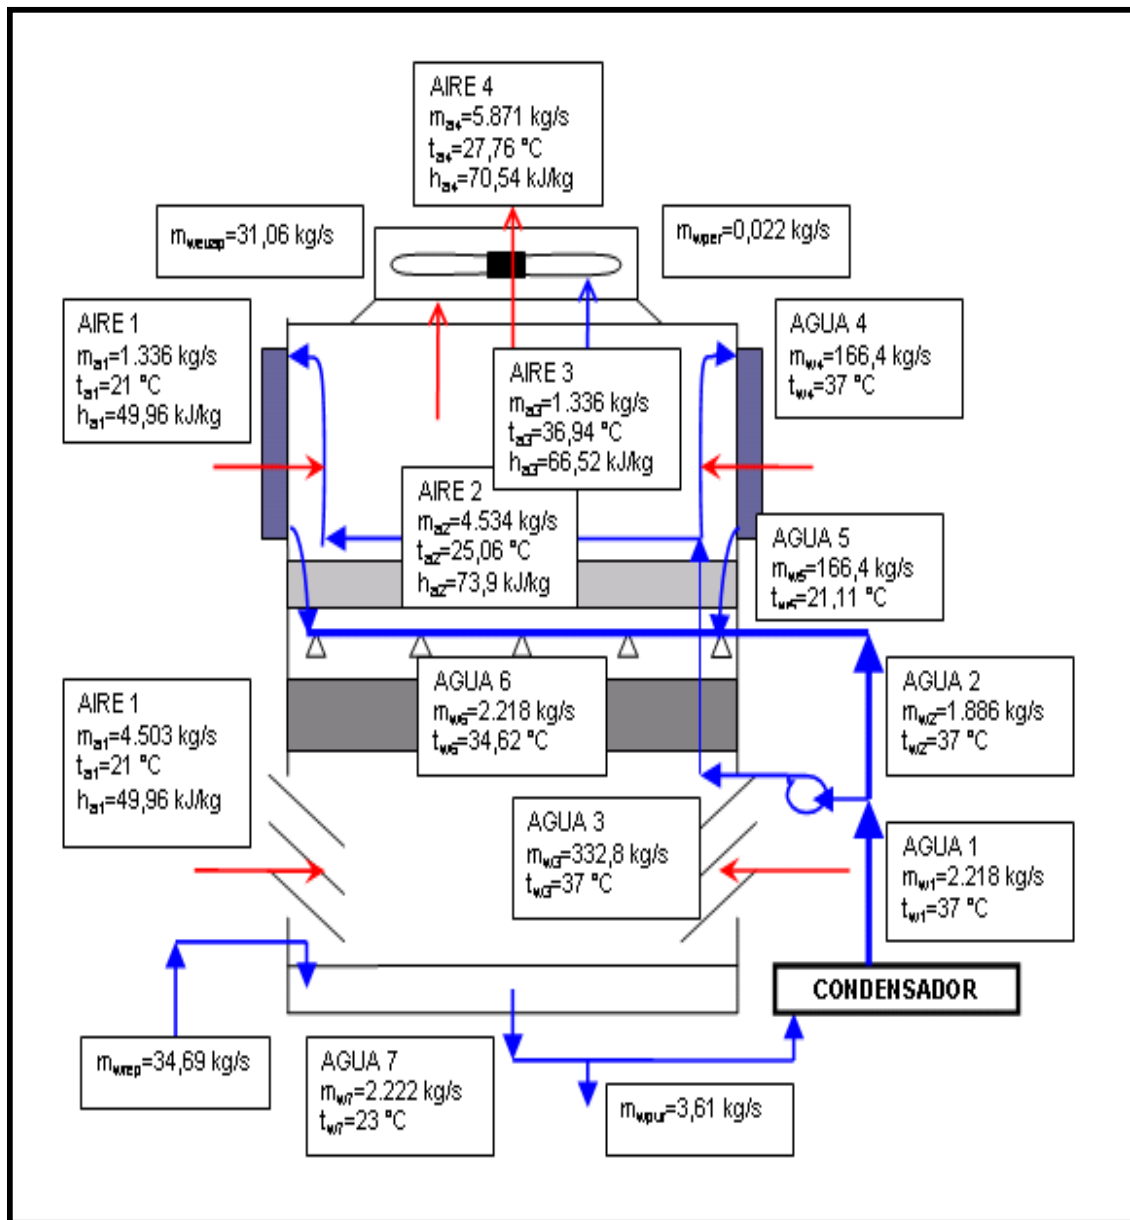 AIRE 4
ma4=5.871 kg/s
ta4=27,76 °C
ha4=70,54 kJ/kg
mwevap=31,06 kg/s
mwper=0,022 kg/s
AIRE 1
ma1=1.336 kg/s
ta1=21 °C
ha1=49,96 kJ/kg
AGUA 4
mw4=166,4 kg/s
tw4=37 °C
AIRE 3
ma3=1.336 kg/s
ta3=36,94 °C
ha3=66,52 kJ/kg
AIRE 2
ma2=4.534 kg/s
ta2=25,06 °C
ha2=73,9 kJ/kg
AGUA 5
mw5=166,4 kg/s
tw5=21,11 °C
AGUA 6
mw6=2.218 kg/s
tw6=34,62 °C
AGUA 2
mw2=1.886 kg/s
tw2=37 °C
AIRE 1
ma1=4.503 kg/s
ta1=21 °C
ha1=49,96 kJ/kg
AGUA 3
mw3=332,8 kg/s
tw3=37 °C
AGUA 1
mw1=2.218 kg/s
tw1=37 °C
CONDENSADOR
mwrep=34,69 kg/s
AGUA 7
mw7=2.222 kg/s
tw7=23 °C
mwpur=3,61 kg/s